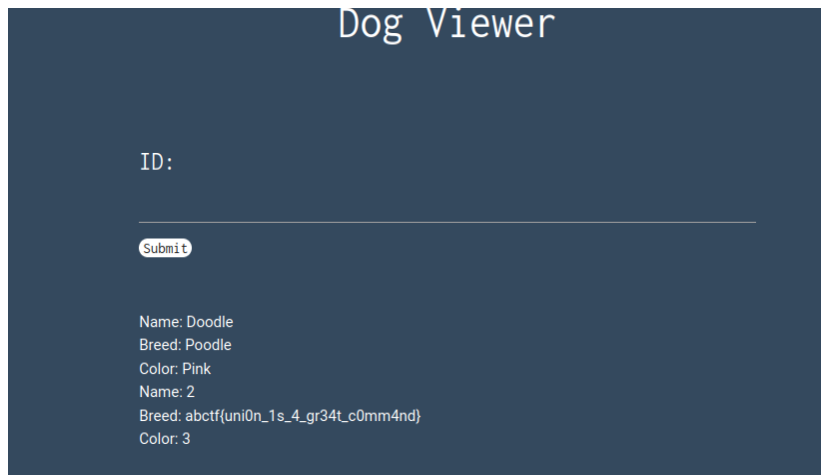 Dog Viewer
ID:
Submit
Name: Doodle
Breed: Poodle
Color: Pink
Name: 2
Breed: abctf{uni0n_1s_4_gr34t_c0mm4nd}
Color: 3